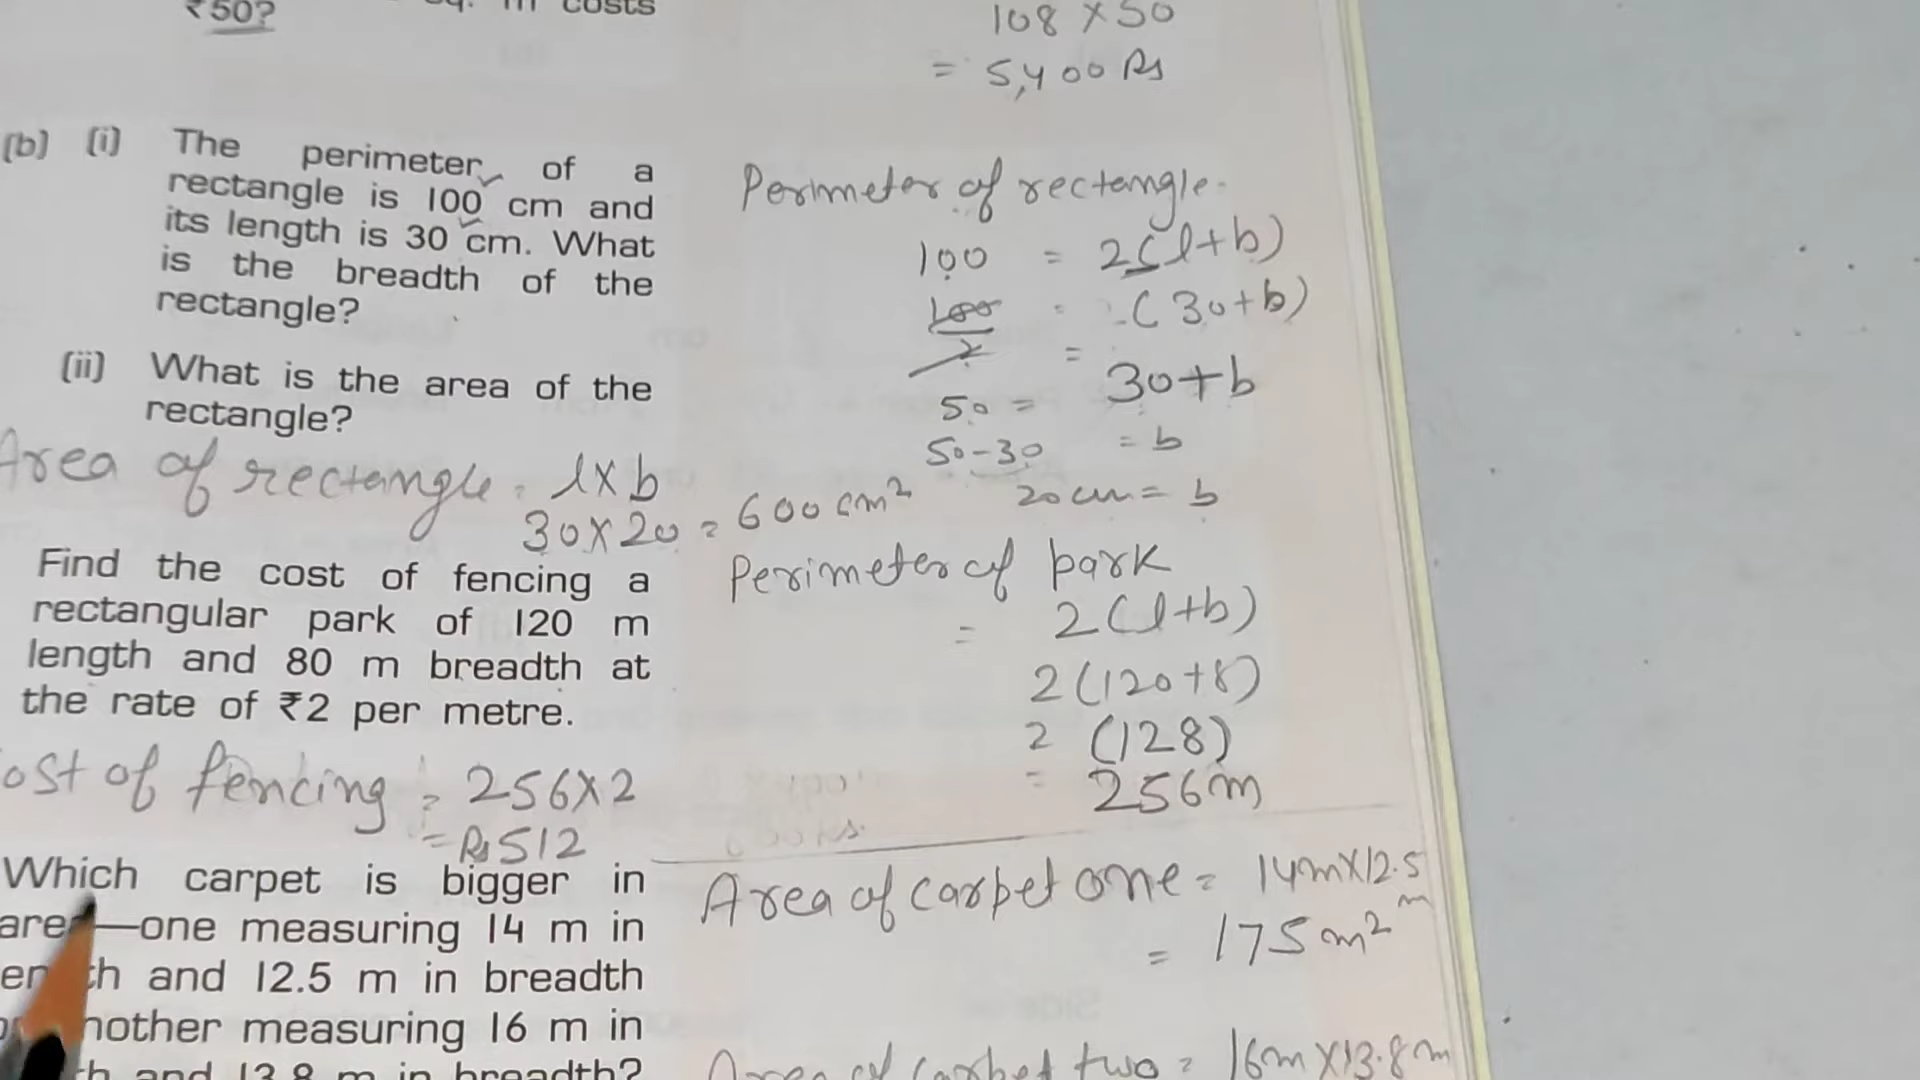 ₹50?
costs
108 × 50
= 5,400 Rs
(b) (i) The perimeter of a
rectangle is 100 cm and
its length is 30 cm. What
is the breadth of the
rectangle?
Perimeter of rectangle
100 = 2(l+b)
100/2 = (30+b)
= 30+b
50 =
50-30 = b
20cm = b
(ii) What is the area of the
rectangle?
Area of rectangle = l×b
30×20 = 600 cm²
Find the cost of fencing a
rectangular park of 120 m
length and 80 m breadth at
the rate of ₹2 per metre.
Perimeter of park
= 2(l+b)
2(120+8)
2 (128)
= 256m
ost of fencing = 256×2
= Rs 512
Which carpet is bigger in
are—one measuring 14 m in
and 12.5 m in breadth
nother measuring 16 m in
th and 13.8 m in breadth?
Area of carpet one = 14m×12.5
m
= 175 m²
Area of carpet two = 16m×13.8m